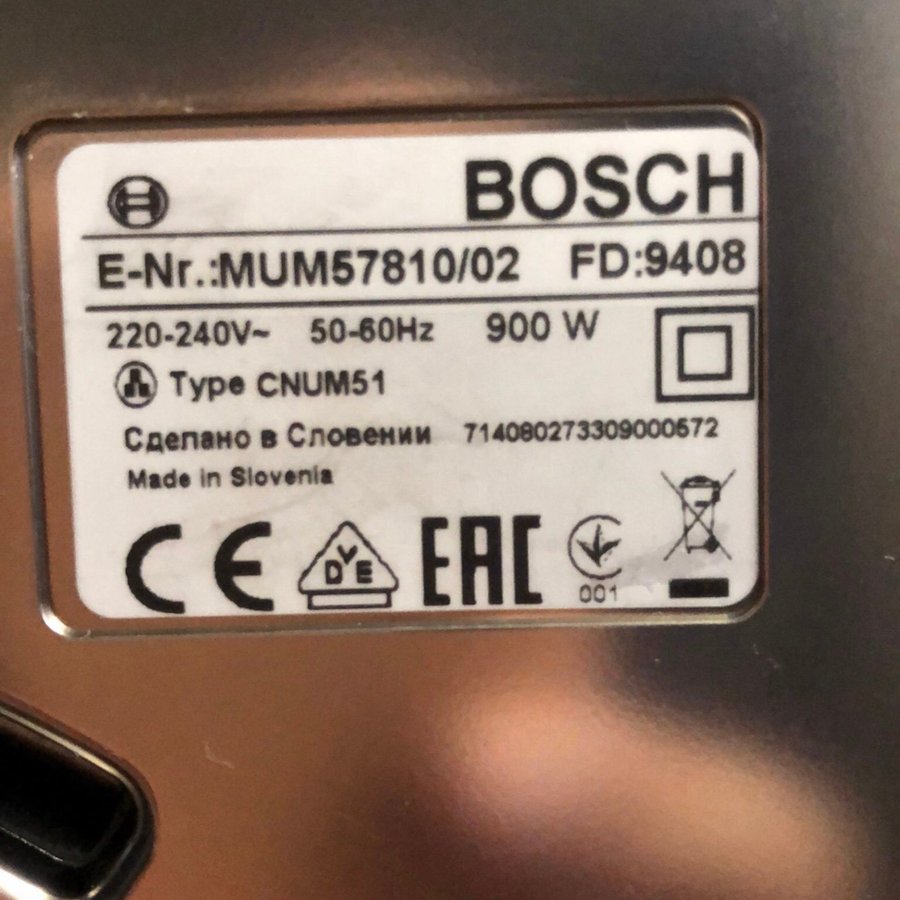 BOSCH
E-Nr.:MUM57810/02 FD:9408
220-240V~ 50-60Hz 900 W
Type CNUM51
Сделано в Словении 714080273309000572
Made in Slovenia
CE DVE EAC 001